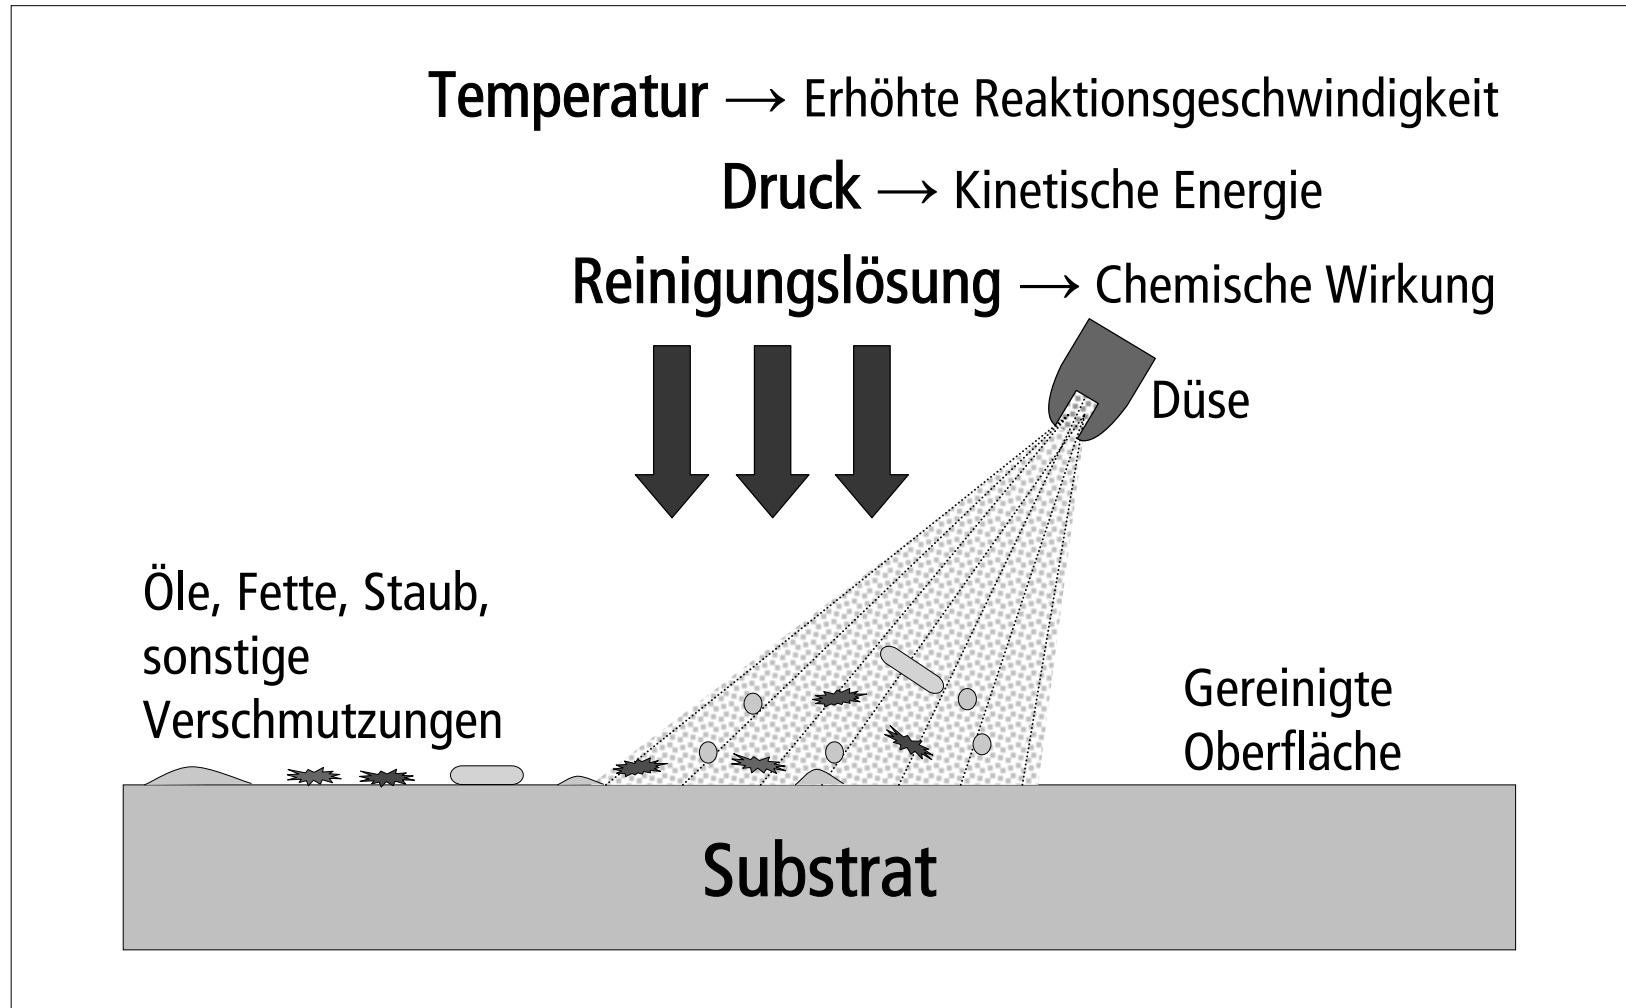 Temperatur → Erhöhte Reaktionsgeschwindigkeit
Druck → Kinetische Energie
Reinigungslösung → Chemische Wirkung
Düse
Öle, Fette, Staub,
sonstige
Verschmutzungen
Gereinigte
Oberfläche
Substrat